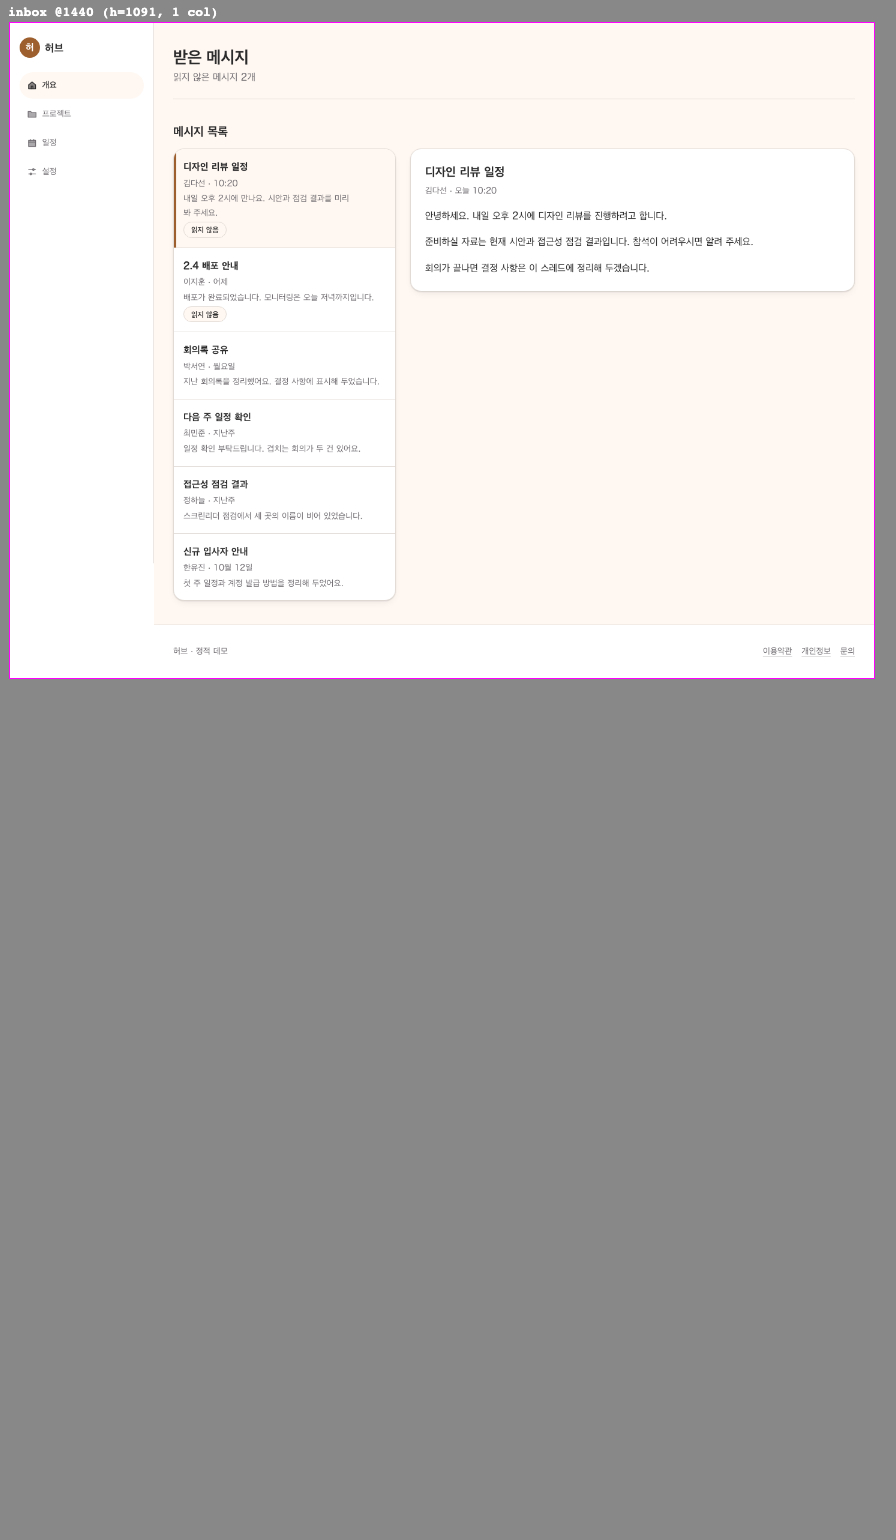 inbox @1440 (h=1091, 1 col)
허 허브
개요
프로젝트
일정
설정
받은 메시지
읽지 않은 메시지 2개
메시지 목록
디자인 리뷰 일정
김다산 · 10:20
내일 오후 2시에 만나요. 시안과 점검 결과를 미리
봐 주세요.
읽지 않음
2.4 배포 안내
이지훈 · 어제
배포가 완료되었습니다. 모니터링은 오늘 저녁까지입니다.
읽지 않음
회의록 공유
박서연 · 월요일
지난 회의록을 정리했어요. 결정 사항에 표시해 두었습니다.
다음 주 일정 확인
최민준 · 지난주
일정 확인 부탁드립니다. 겹치는 회의가 두 건 있어요.
접근성 점검 결과
정하늘 · 지난주
스크린리더 점검에서 세 곳의 이름이 비어 있었습니다.
신규 입사자 안내
한유진 · 10월 12일
첫 주 일정과 계정 발급 방법을 정리해 두었어요.
디자인 리뷰 일정
김다산 · 오늘 10:20
안녕하세요. 내일 오후 2시에 디자인 리뷰를 진행하려고 합니다.
준비하실 자료는 현재 시안과 접근성 점검 결과입니다. 참석이 어려우시면 알려 주세요.
회의가 끝나면 결정 사항은 이 스레드에 정리해 두겠습니다.
허브 · 정적 데모
이용약관 개인정보 문의